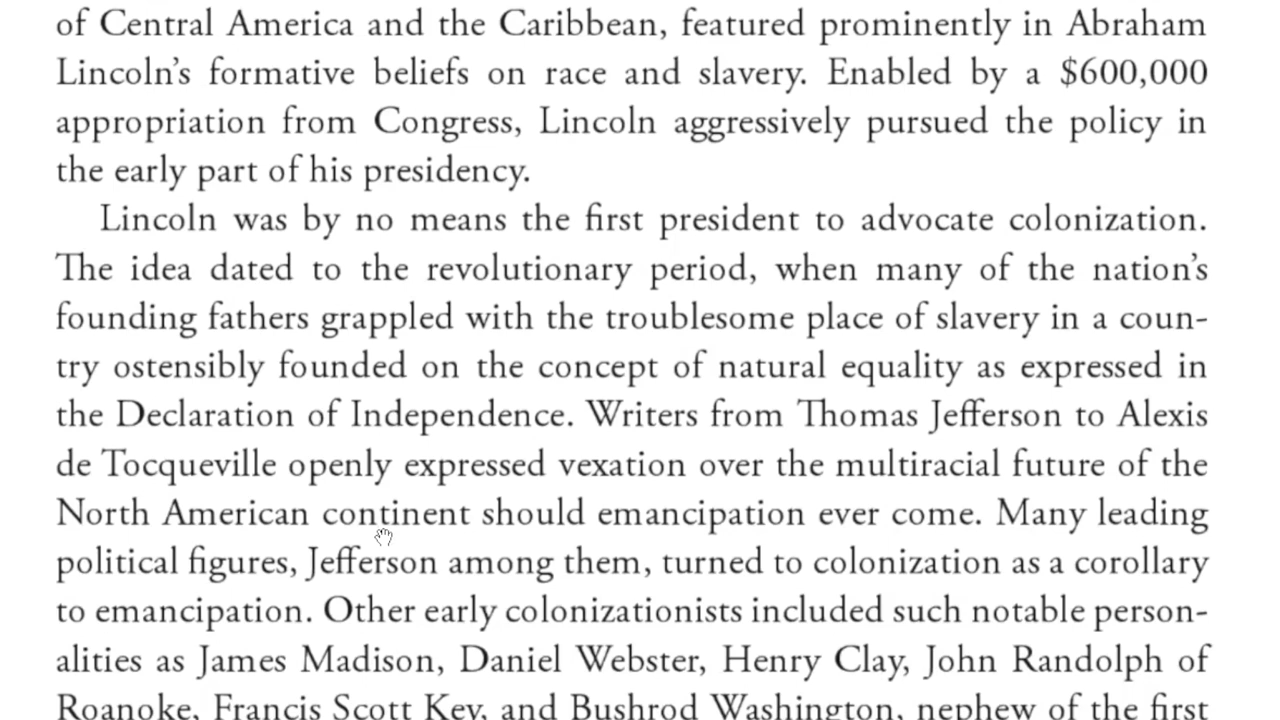 of Central America and the Caribbean, featured prominently in Abraham
Lincoln’s formative beliefs on race and slavery. Enabled by a $600,000
appropriation from Congress, Lincoln aggressively pursued the policy in
the early part of his presidency.
Lincoln was by no means the first president to advocate colonization.
The idea dated to the revolutionary period, when many of the nation’s
founding fathers grappled with the troublesome place of slavery in a coun-
try ostensibly founded on the concept of natural equality as expressed in
the Declaration of Independence. Writers from Thomas Jefferson to Alexis
de Tocqueville openly expressed vexation over the multiracial future of the
North American continent should emancipation ever come. Many leading
political figures, Jefferson among them, turned to colonization as a corollary
to emancipation. Other early colonizationists included such notable person-
alities as James Madison, Daniel Webster, Henry Clay, John Randolph of
Roanoke, Francis Scott Key, and Bushrod Washington, nephew of the first